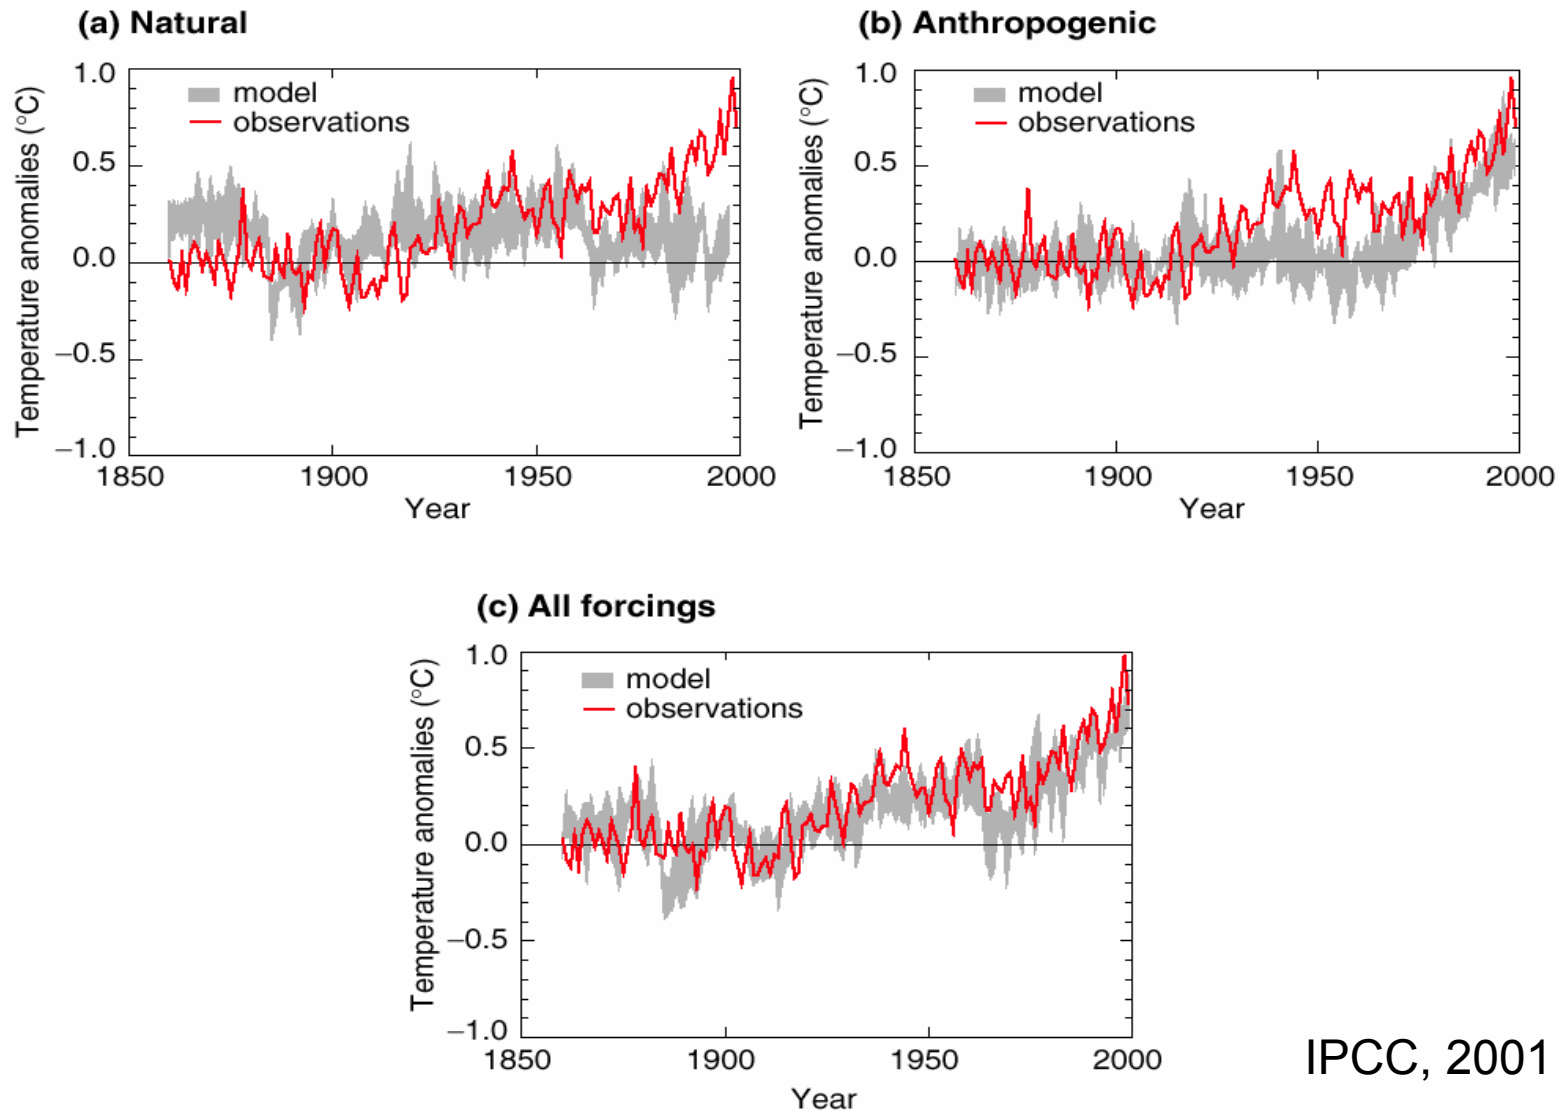 (a) Natural
Temperature anomalies (°C)
1.0
0.5
0.0
−0.5
−1.0
model
observations
1850
1900
1950
2000
Year
(b) Anthropogenic
Temperature anomalies (°C)
1.0
0.5
0.0
−0.5
−1.0
model
observations
1850
1900
1950
2000
Year
(c) All forcings
Temperature anomalies (°C)
1.0
0.5
0.0
−0.5
−1.0
model
observations
1850
1900
1950
2000
Year
IPCC, 2001